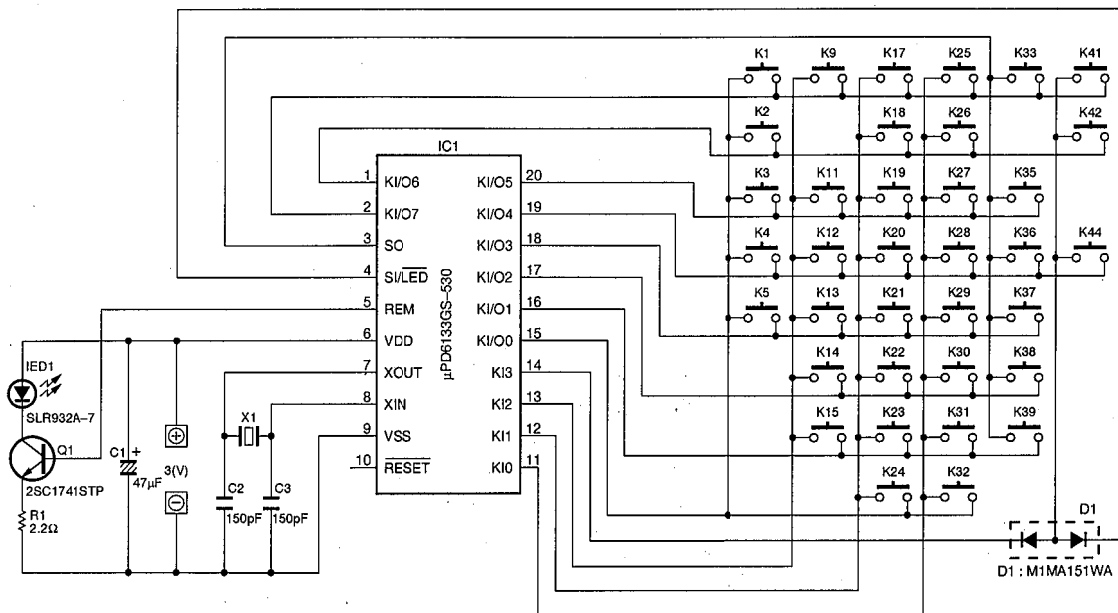 K1 K9 K17 K25 K33 K41
K2 K18 K26 K42
IC1
1 KI/O6 KI/O5 20
K3 K11 K19 K27 K35
2 KI/O7 KI/O4 19
3 SO KI/O3 18
K4 K12 K20 K28 K36 K44
4 SI/LED KI/O2 17
5 REM KI/O1 16
K5 K13 K21 K29 K37
6 VDD KI/O0 15
7 XOUT KI3 14
K14 K22 K30 K38
8 XIN KI2 13
9 VSS KI1 12
10 RESET KI0 11
μPD6133GS-530
K15 K23 K31 K39
K24 K32
IED1
SLR932A-7
Q1
2SC1741STP
R1
2.2Ω
C1 +
47μF
3(V)
X1
C2
150pF
C3
150pF
D1
D1 : M1MA151WA